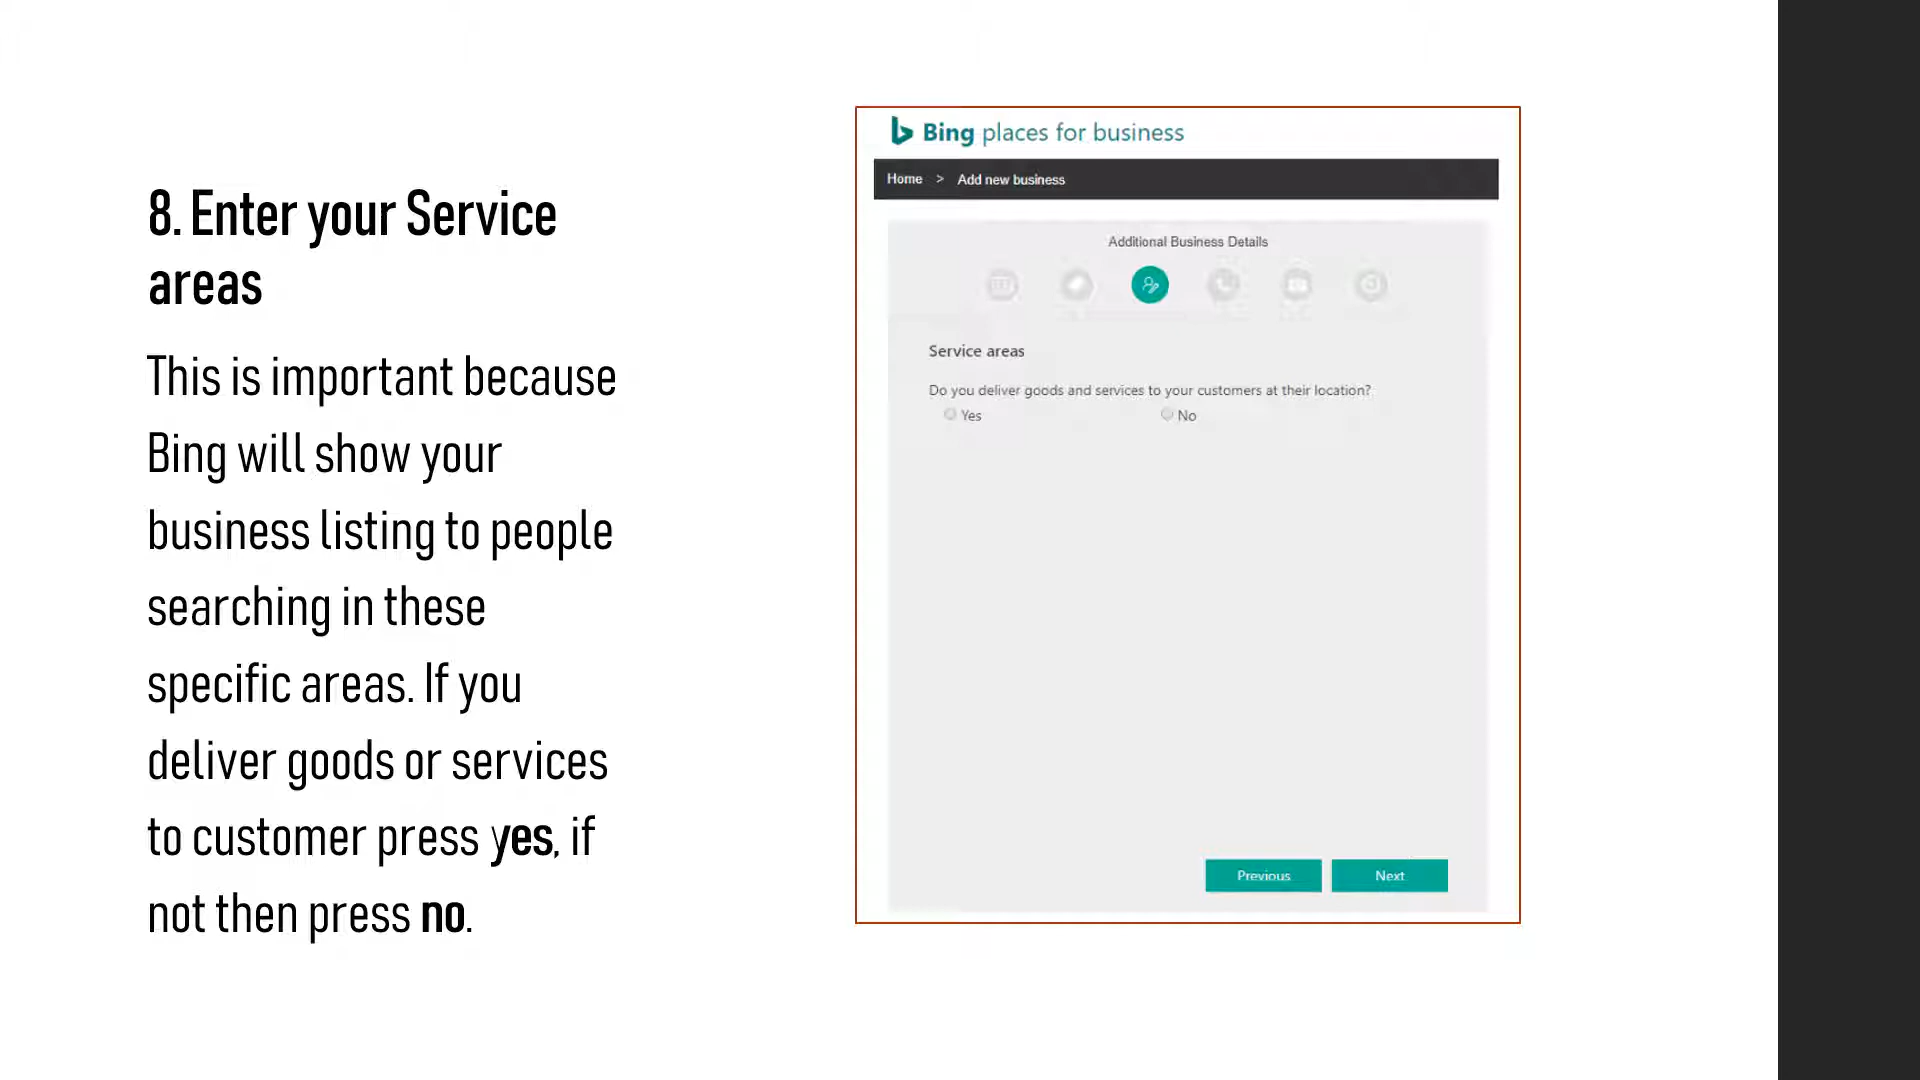 8. Enter your Service
areas
This is important because
Bing will show your
business listing to people
searching in these
specific areas. If you
deliver goods or services
to customer press yes, if
not then press no.
Bing places for business
Home > Add new business
Additional Business Details
Service areas
Do you deliver goods and services to your customers at their location?
Yes No
Previous Next